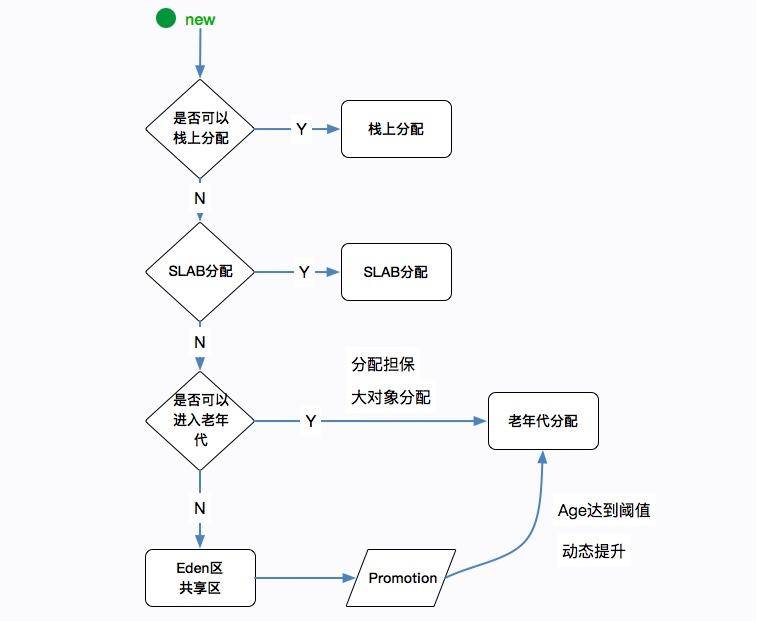 new
是否可以
栈上分配
Y
栈上分配
N
SLAB分配
Y
SLAB分配
N
分配担保
大对象分配
是否可以
进入老年
代
Y
老年代分配
N
Age达到阈值
动态提升
Eden区
共享区
Promotion